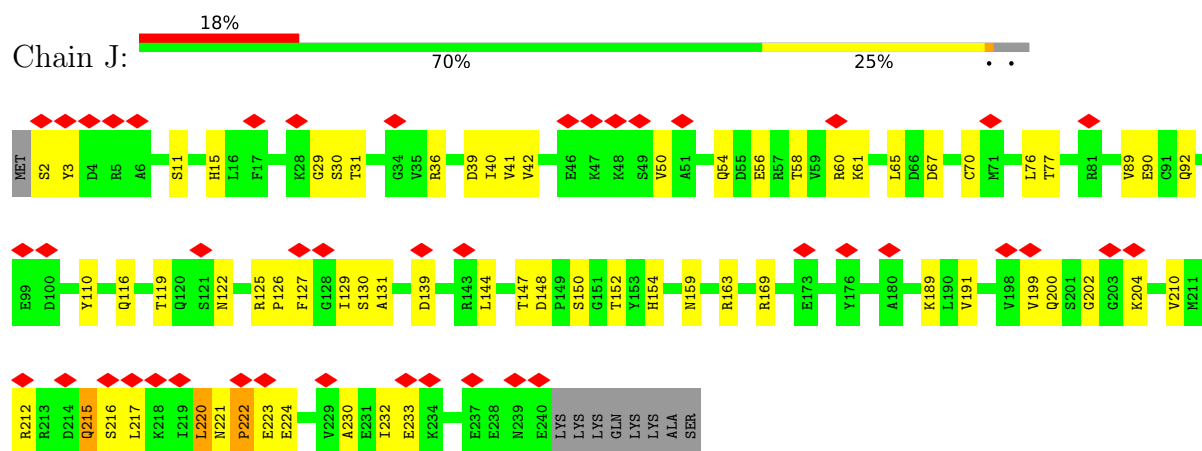 18%
Chain J:
70% 25% • •
MET S2 Y3 D4 R5 A6 S11 H15 L16 F17 K28 G29 S30 T31 G34 V35 R36 D39 I40 V41 V42 E46 K47 K48 S49 V50 A51 Q54 D55 E56 R57 T58 V59 R60 K61 L65 D66 D67 C70 M71 L76 T77 R81 V89 E90 C91 Q92
E99 D100 Y110 Q116 T119 Q120 S121 N122 R125 P126 F127 G128 I129 S130 A131 D139 R143 L144 T147 D148 P149 S150 G151 T152 Y153 H154 N159 R163 R169 E173 Y176 A180 K189 L190 V191 V198 V199 Q200 S201 G202 G203 K204 V210 M211
R212 R213 D214 Q215 S216 L217 K218 I219 L220 N221 P222 E223 E224 V229 A230 E231 I232 E233 K234 E237 E238 N239 E240 LYS LYS LYS GLN LYS LYS ALA SER